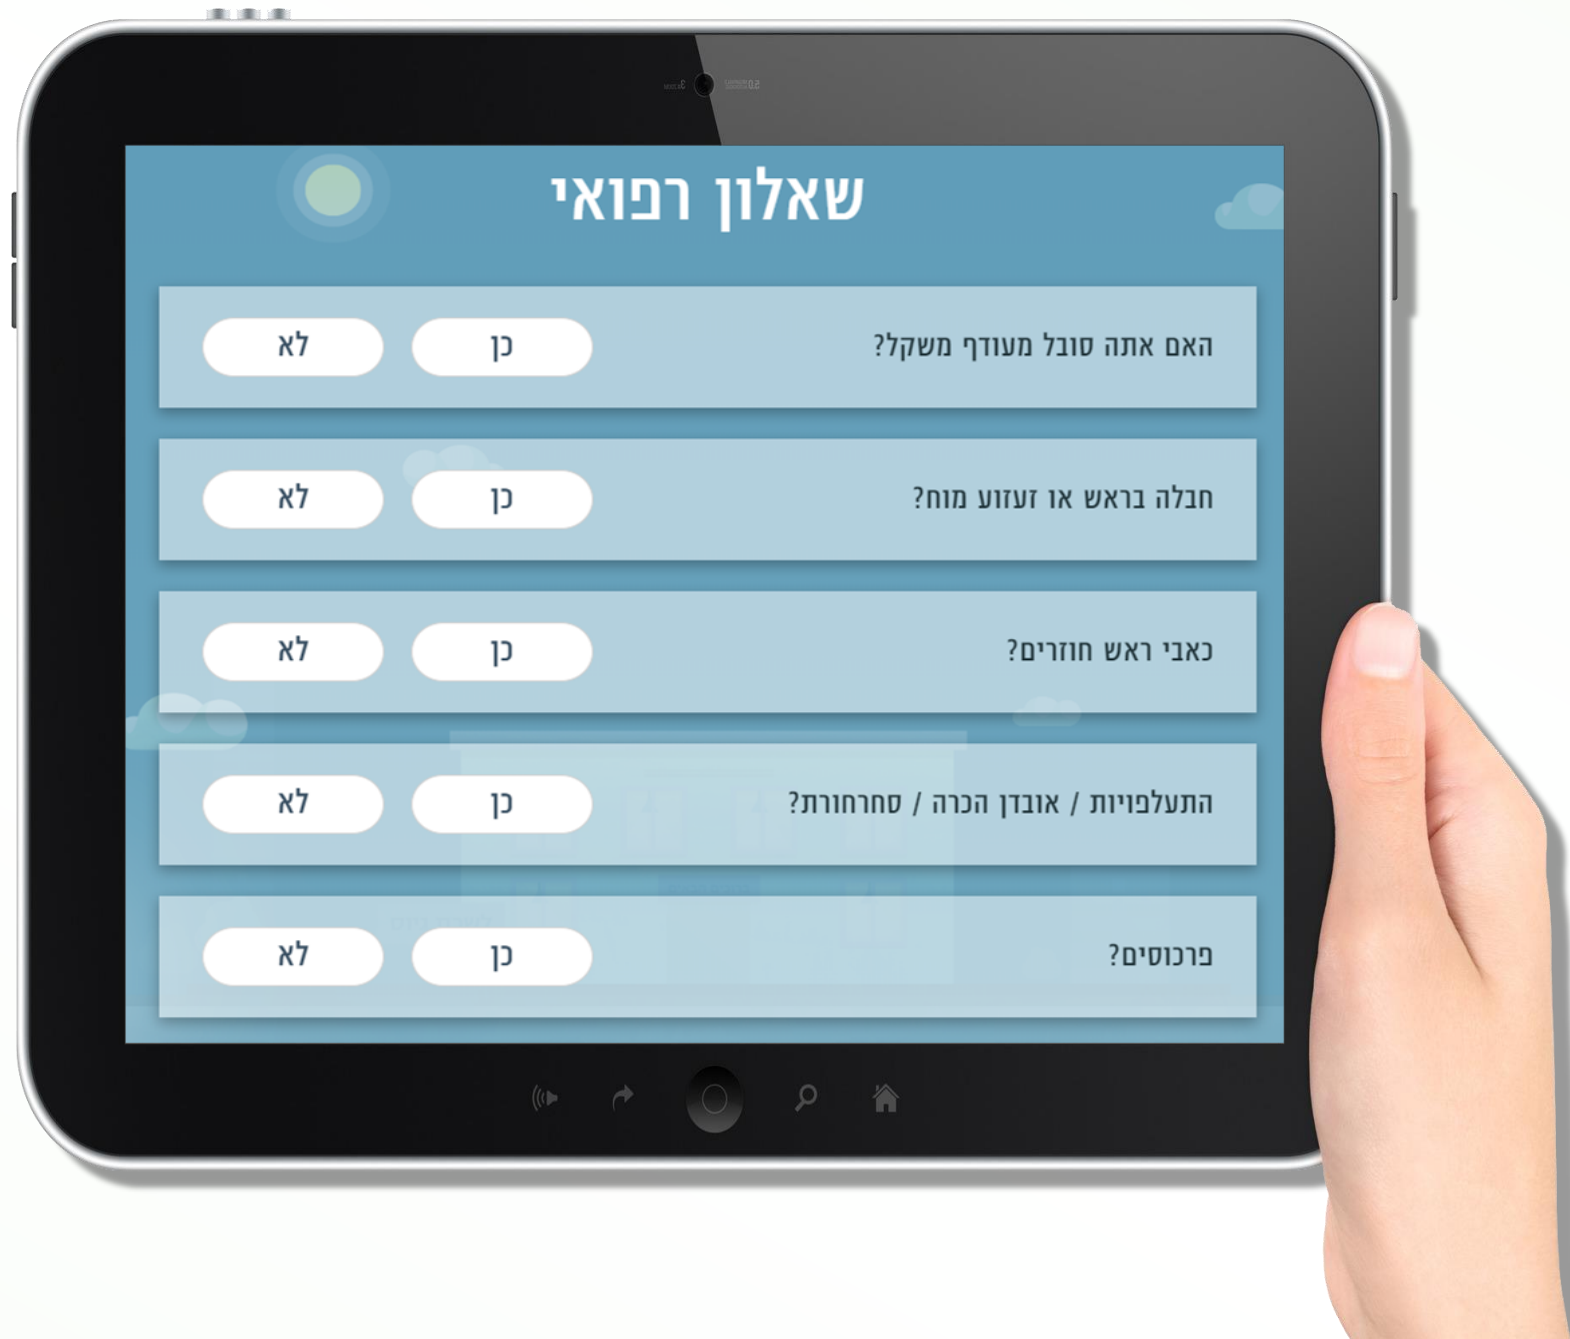 שאלון רפואי
האם אתה סובל מעודף משקל? כן לא
חבלה בראש או זעזוע מוח? כן לא
כאבי ראש חוזרים? כן לא
התעלפויות / אובדן הכרה / סחרחורת? כן לא
פרכוסים? כן לא